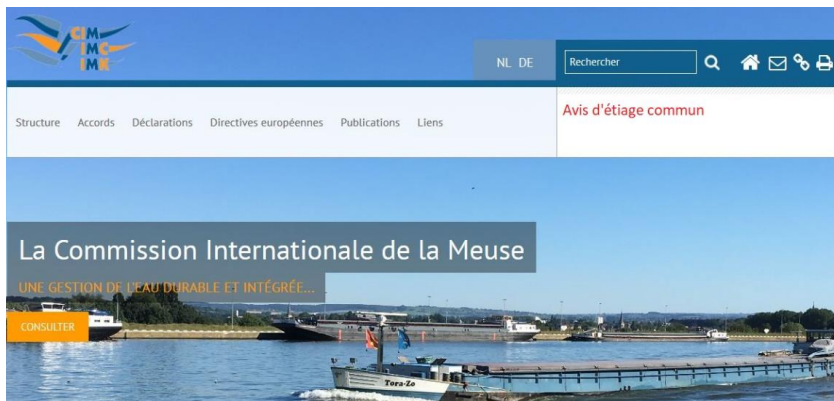 CIM
IMC
IMK
NL DE
Rechercher
Structure Accords Déclarations Directives européennes Publications Liens
Avis d'étiage commun
La Commission Internationale de la Meuse
UNE GESTION DE L'EAU DURABLE ET INTÉGRÉE...
CONSULTER
Tora-Zo